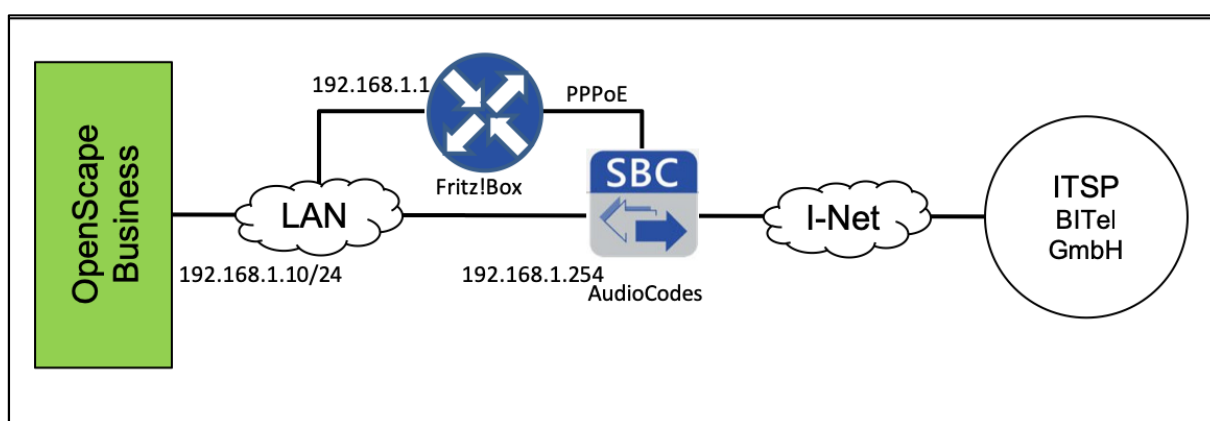 OpenScape
Business
192.168.1.1
PPPoE
Fritz!Box
SBC
LAN
I-Net
ITSP
BITel
GmbH
192.168.1.10/24
192.168.1.254
AudioCodes